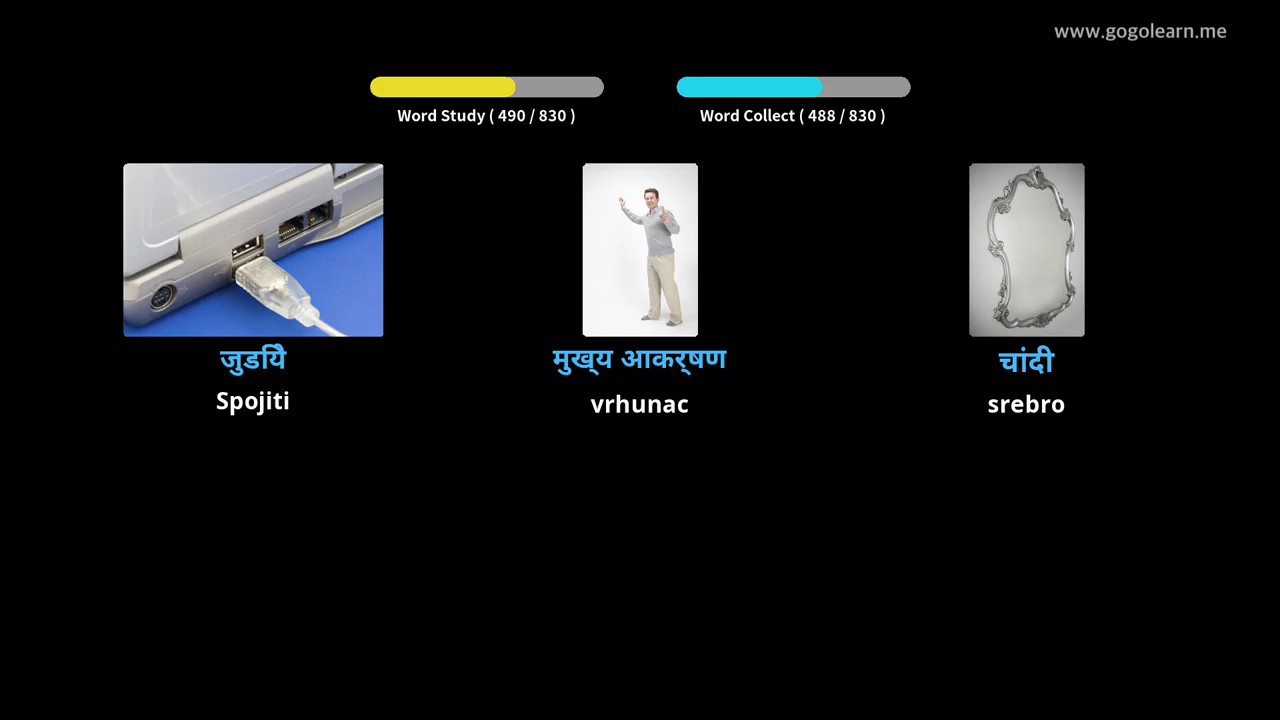 www.gogolearn.me
Word Study ( 490 / 830 )
Word Collect ( 488 / 830 )
जुडयिे
मुख्य आकर्षण
चांदी
Spojiti
vrhunac
srebro